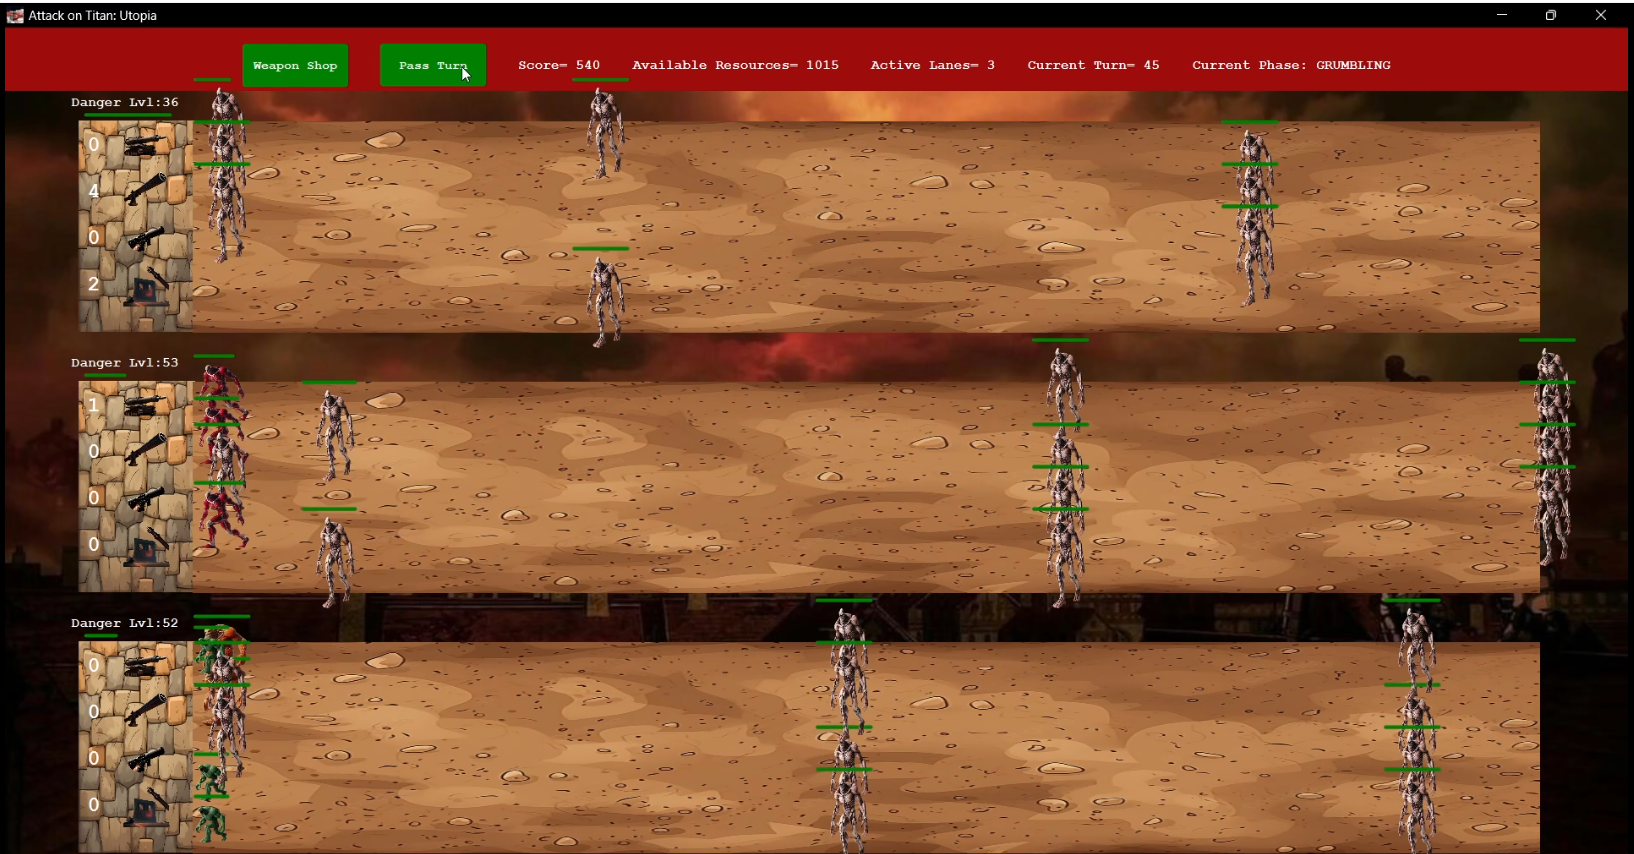 Attack on Titan: Utopia
Weapon Shop Pass Turn Score= 540 Available Resources= 1015 Active Lanes= 3 Current Turn= 45 Current Phase: GRUMBLING
Danger Lvl:36
0
4
0
2
Danger Lvl:53
1
0
0
0
Danger Lvl:52
0
0
0
0